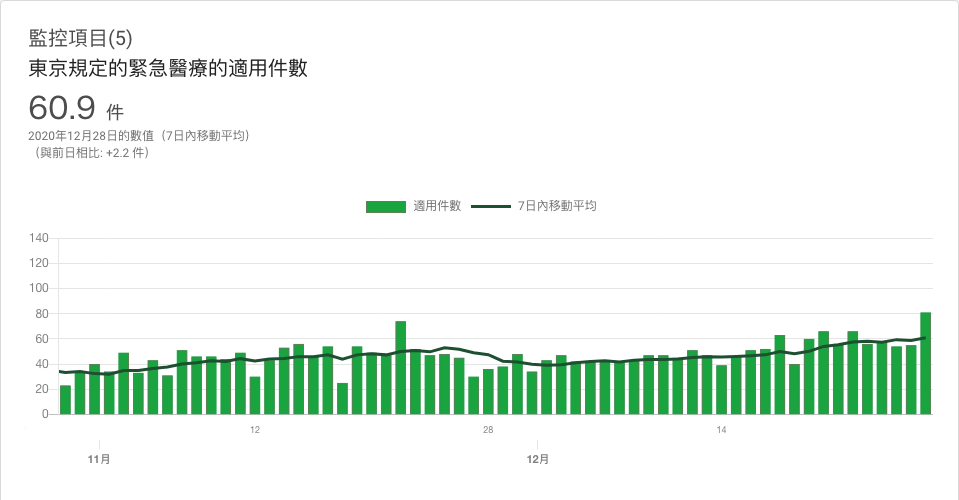 監控項目(5)
東京規定的緊急醫療的適用件數
60.9 件
2020年12月28日的數值（7日內移動平均）
（與前日相比: +2.2 件）
適用件數 7日內移動平均
140
120
100
80
60
40
20
0
12 28 14
11月 12月